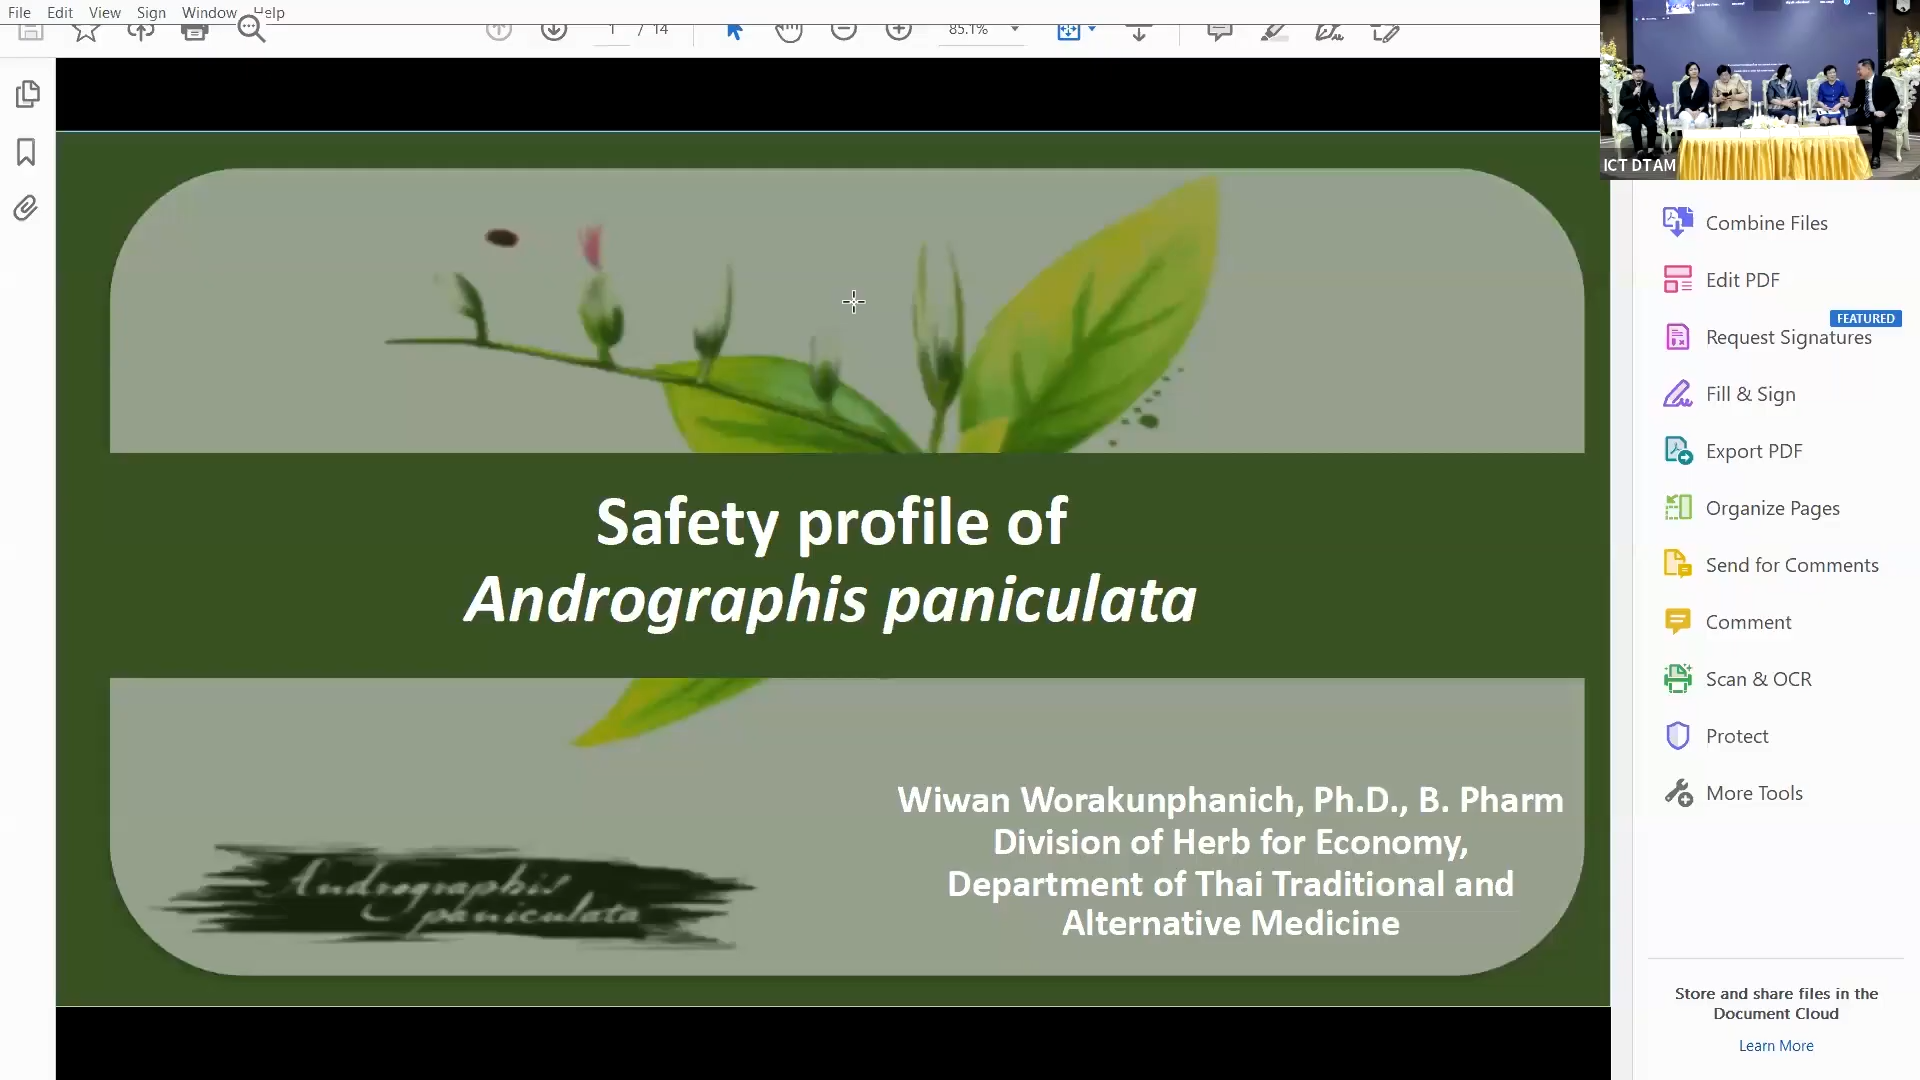 File Edit View Sign Window Help
1 / 14
85.1%
ICT DTAM
Safety profile of
Andrographis paniculata
Wiwan Worakunphanich, Ph.D., B. Pharm
Division of Herb for Economy,
Department of Thai Traditional and
Alternative Medicine
Andrographis
paniculata
Combine Files
Edit PDF
FEATURED
Request Signatures
Fill & Sign
Export PDF
Organize Pages
Send for Comments
Comment
Scan & OCR
Protect
More Tools
Store and share files in the
Document Cloud
Learn More